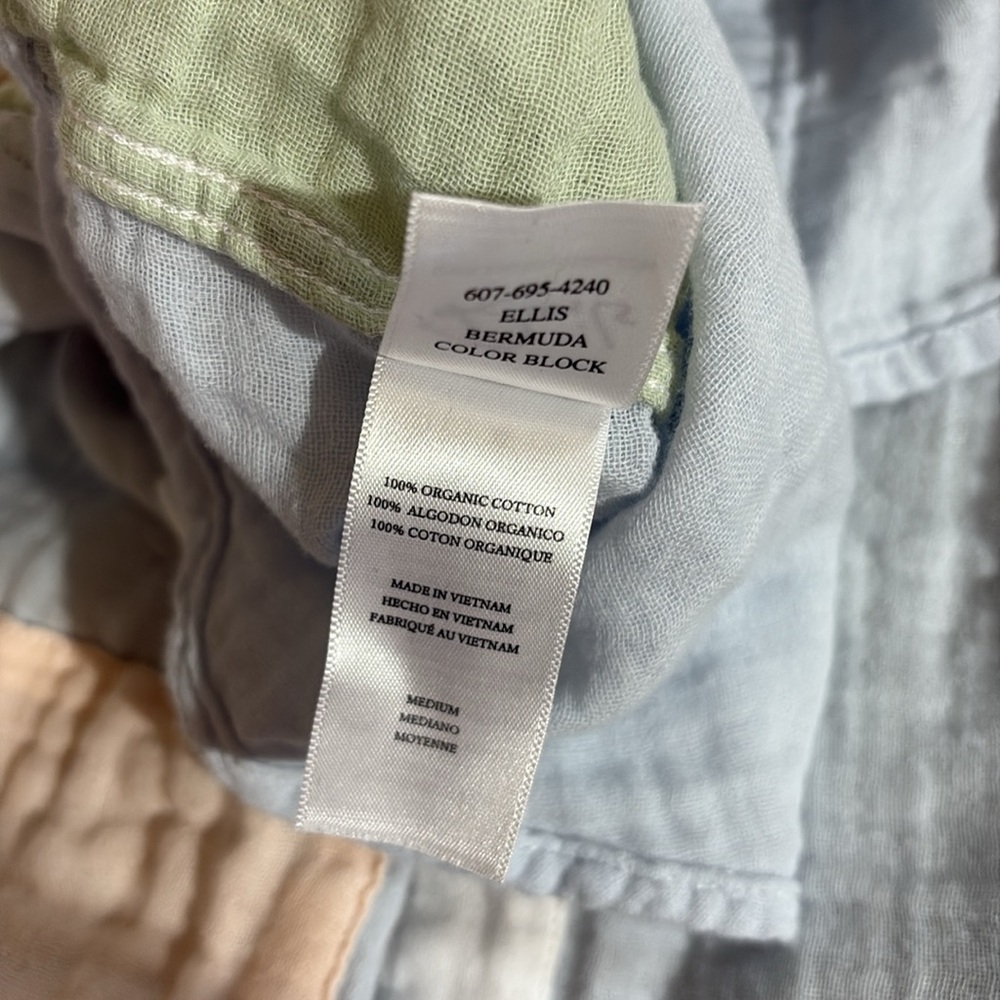 607-695-4240
ELLIS
BERMUDA
COLOR BLOCK
100% ORGANIC COTTON
100% ALGODON ORGANICO
100% COTON ORGANIQUE
MADE IN VIETNAM
HECHO EN VIETNAM
FABRIQUÉ AU VIETNAM
MEDIUM
MEDIANO
MOYENNE